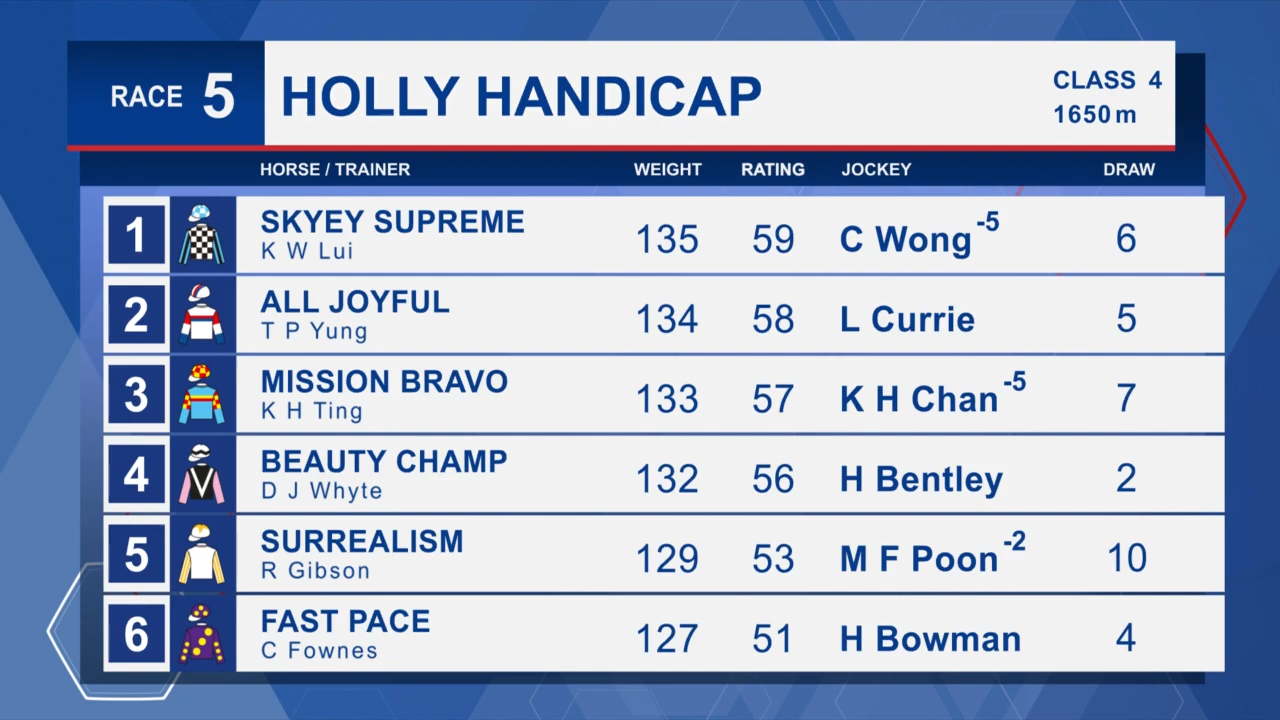 RACE 5 HOLLY HANDICAP CLASS 4
1650 m
HORSE / TRAINER WEIGHT RATING JOCKEY DRAW
1 SKYEY SUPREME 135 59 C Wong -5 6
K W Lui
2 ALL JOYFUL 134 58 L Currie 5
T P Yung
3 MISSION BRAVO 133 57 K H Chan -5 7
K H Ting
4 BEAUTY CHAMP 132 56 H Bentley 2
D J Whyte
5 SURREALISM 129 53 M F Poon -2 10
R Gibson
6 FAST PACE 127 51 H Bowman 4
C Fownes